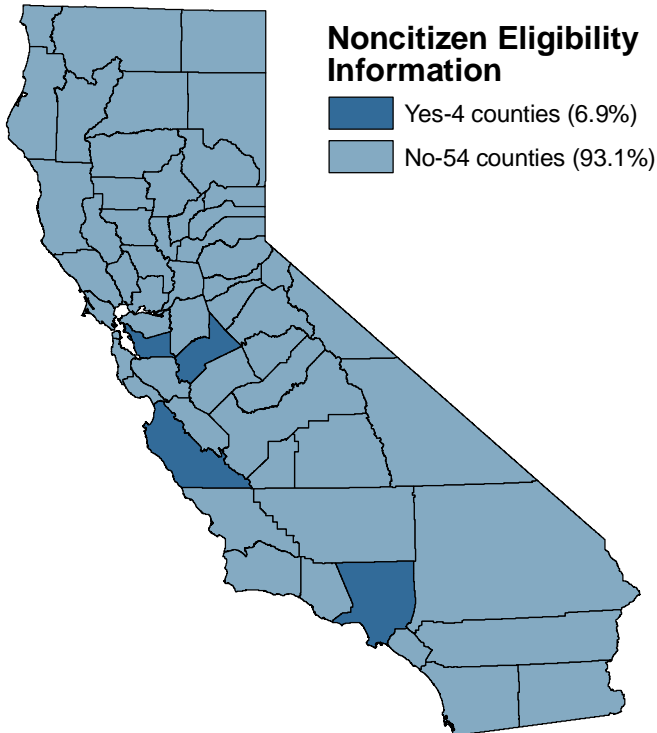 Noncitizen Eligibility
Information
Yes-4 counties (6.9%)
No-54 counties (93.1%)